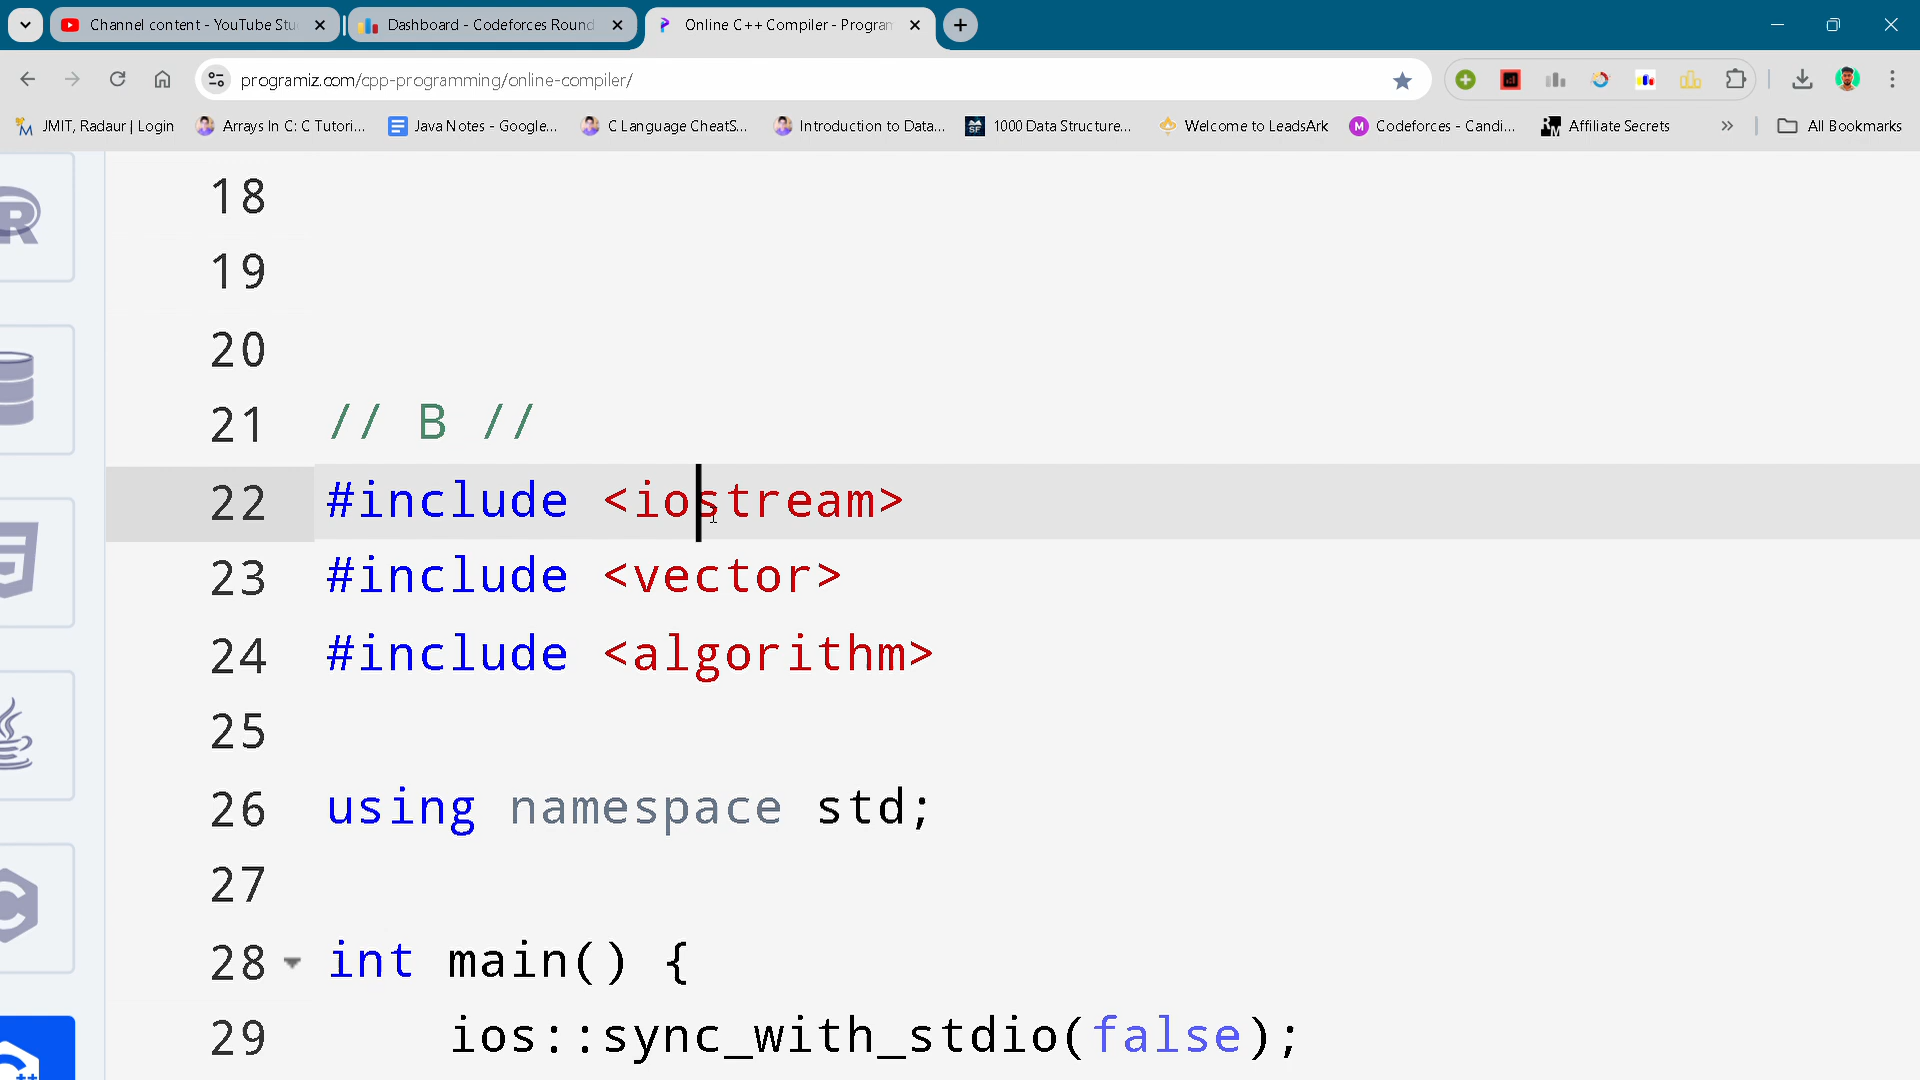 Channel content - YouTube Stu
Dashboard - Codeforces Round
Online C++ Compiler - Program
programiz.com/cpp-programming/online-compiler/
JMIT, Radaur | Login
Arrays In C: C Tutori...
Java Notes - Google...
C Language CheatS...
Introduction to Data...
1000 Data Structure...
Welcome to LeadsArk
Codeforces - Candi...
Affiliate Secrets
All Bookmarks
18
19
20
21 // B //
22 #include <iostream>
23 #include <vector>
24 #include <algorithm>
25
26 using namespace std;
27
28 int main() {
29 ios::sync_with_stdio(false);